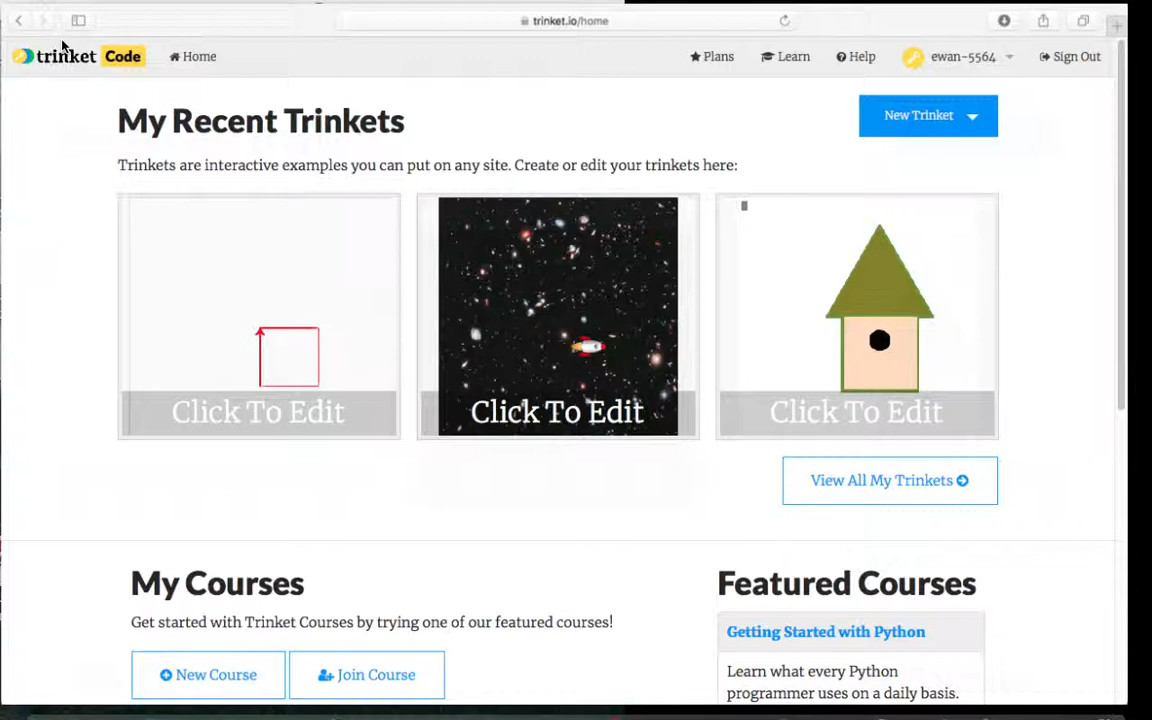 trinket.io/home
trinket Code Home Plans Learn Help ewan-5564 Sign Out
My Recent Trinkets
New Trinket
Trinkets are interactive examples you can put on any site. Create or edit your trinkets here:
Click To Edit
Click To Edit
Click To Edit
View All My Trinkets
My Courses
Get started with Trinket Courses by trying one of our featured courses!
New Course
Join Course
Featured Courses
Getting Started with Python
Learn what every Python
programmer uses on a daily basis.